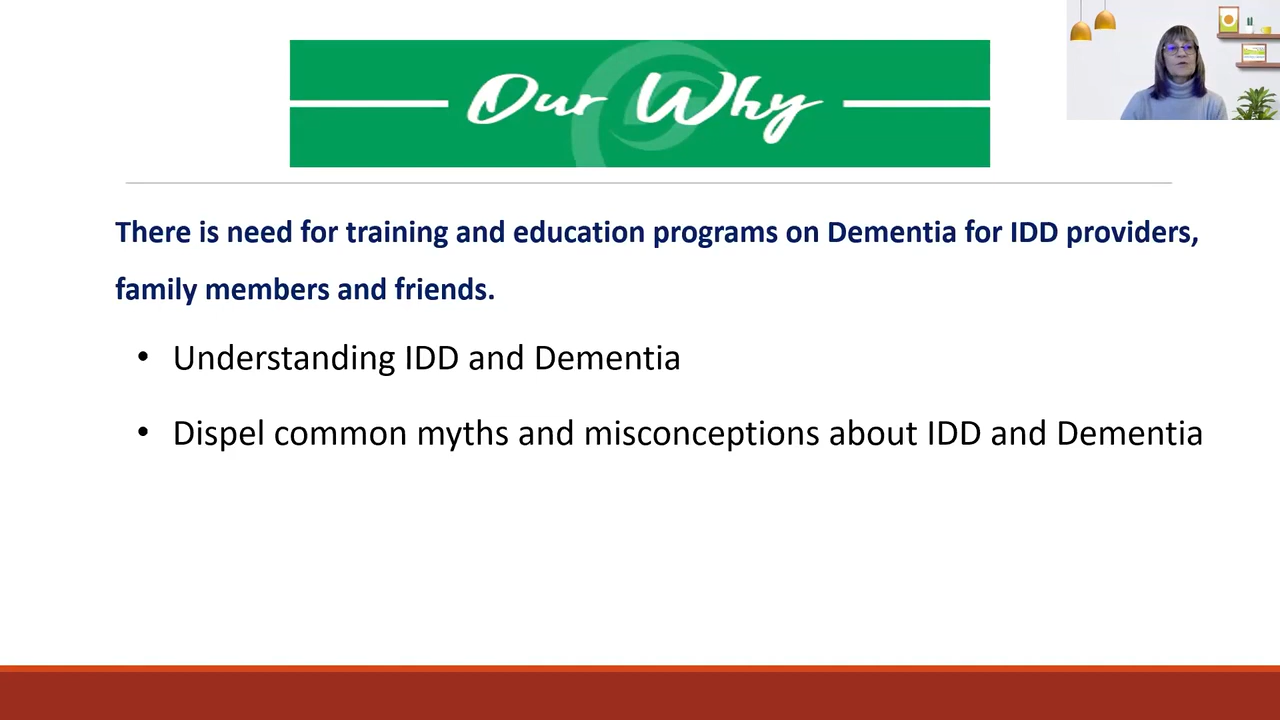 Our Why
There is need for training and education programs on Dementia for IDD providers,
family members and friends.
• Understanding IDD and Dementia
• Dispel common myths and misconceptions about IDD and Dementia